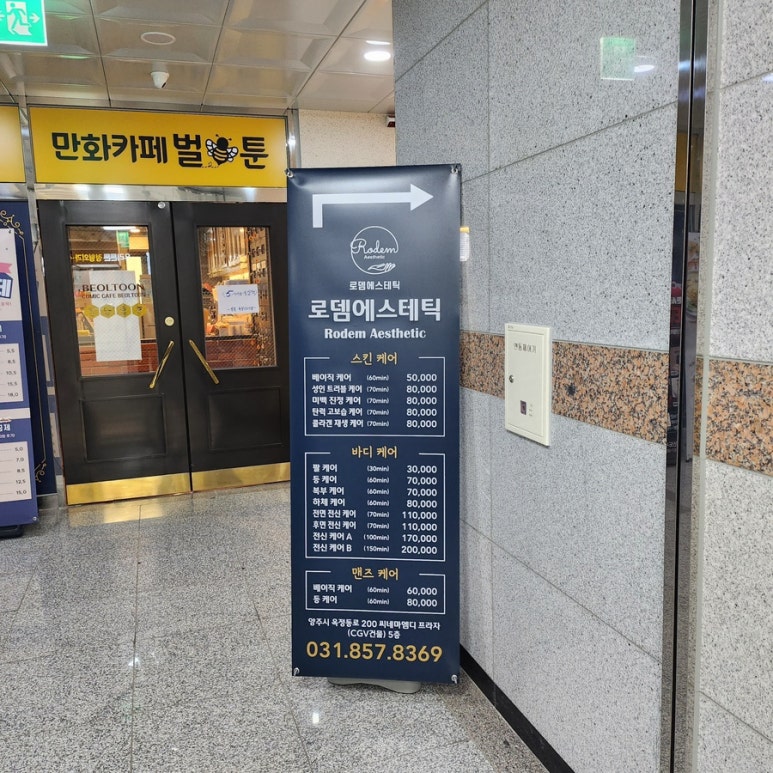 만화카페 벌툰
BEOLTOON
COMIC CAFE BEOLTOON
Rodem
Aesthetic
로뎀에스테틱
로뎀에스테틱
Rodem Aesthetic
스킨 케어
베이직 케어 (60min) 50,000
성인 트러블 케어 (70min) 80,000
미백 진정 케어 (70min) 80,000
탄력 고보습 케어 (70min) 80,000
콜라겐 재생 케어 (70min) 80,000
바디 케어
팔 케어 (30min) 30,000
등 케어 (60min) 70,000
복부 케어 (60min) 70,000
하체 케어 (60min) 80,000
전면 전신 케어 (70min) 110,000
후면 전신 케어 (70min) 110,000
전신 케어 A (100min) 170,000
전신 케어 B (150min) 200,000
맨즈 케어
베이직 케어 (60min) 60,000
등 케어 (60min) 80,000
양주시 옥정동로 200 씨네마엠디 프라자
(CGV건물) 5층
031.857.8369